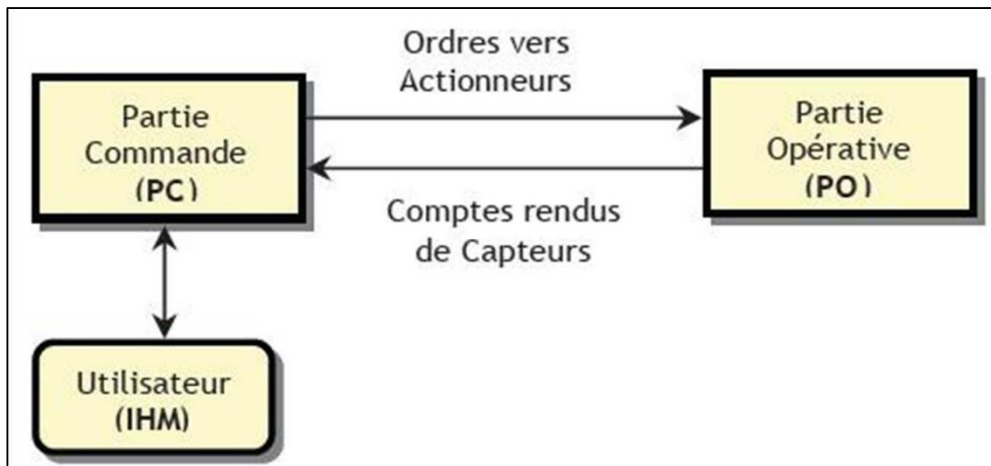 Ordres vers
Actionneurs
Partie
Commande
(PC)
Partie
Opérative
(PO)
Comptes rendus
de Capteurs
Utilisateur
(IHM)